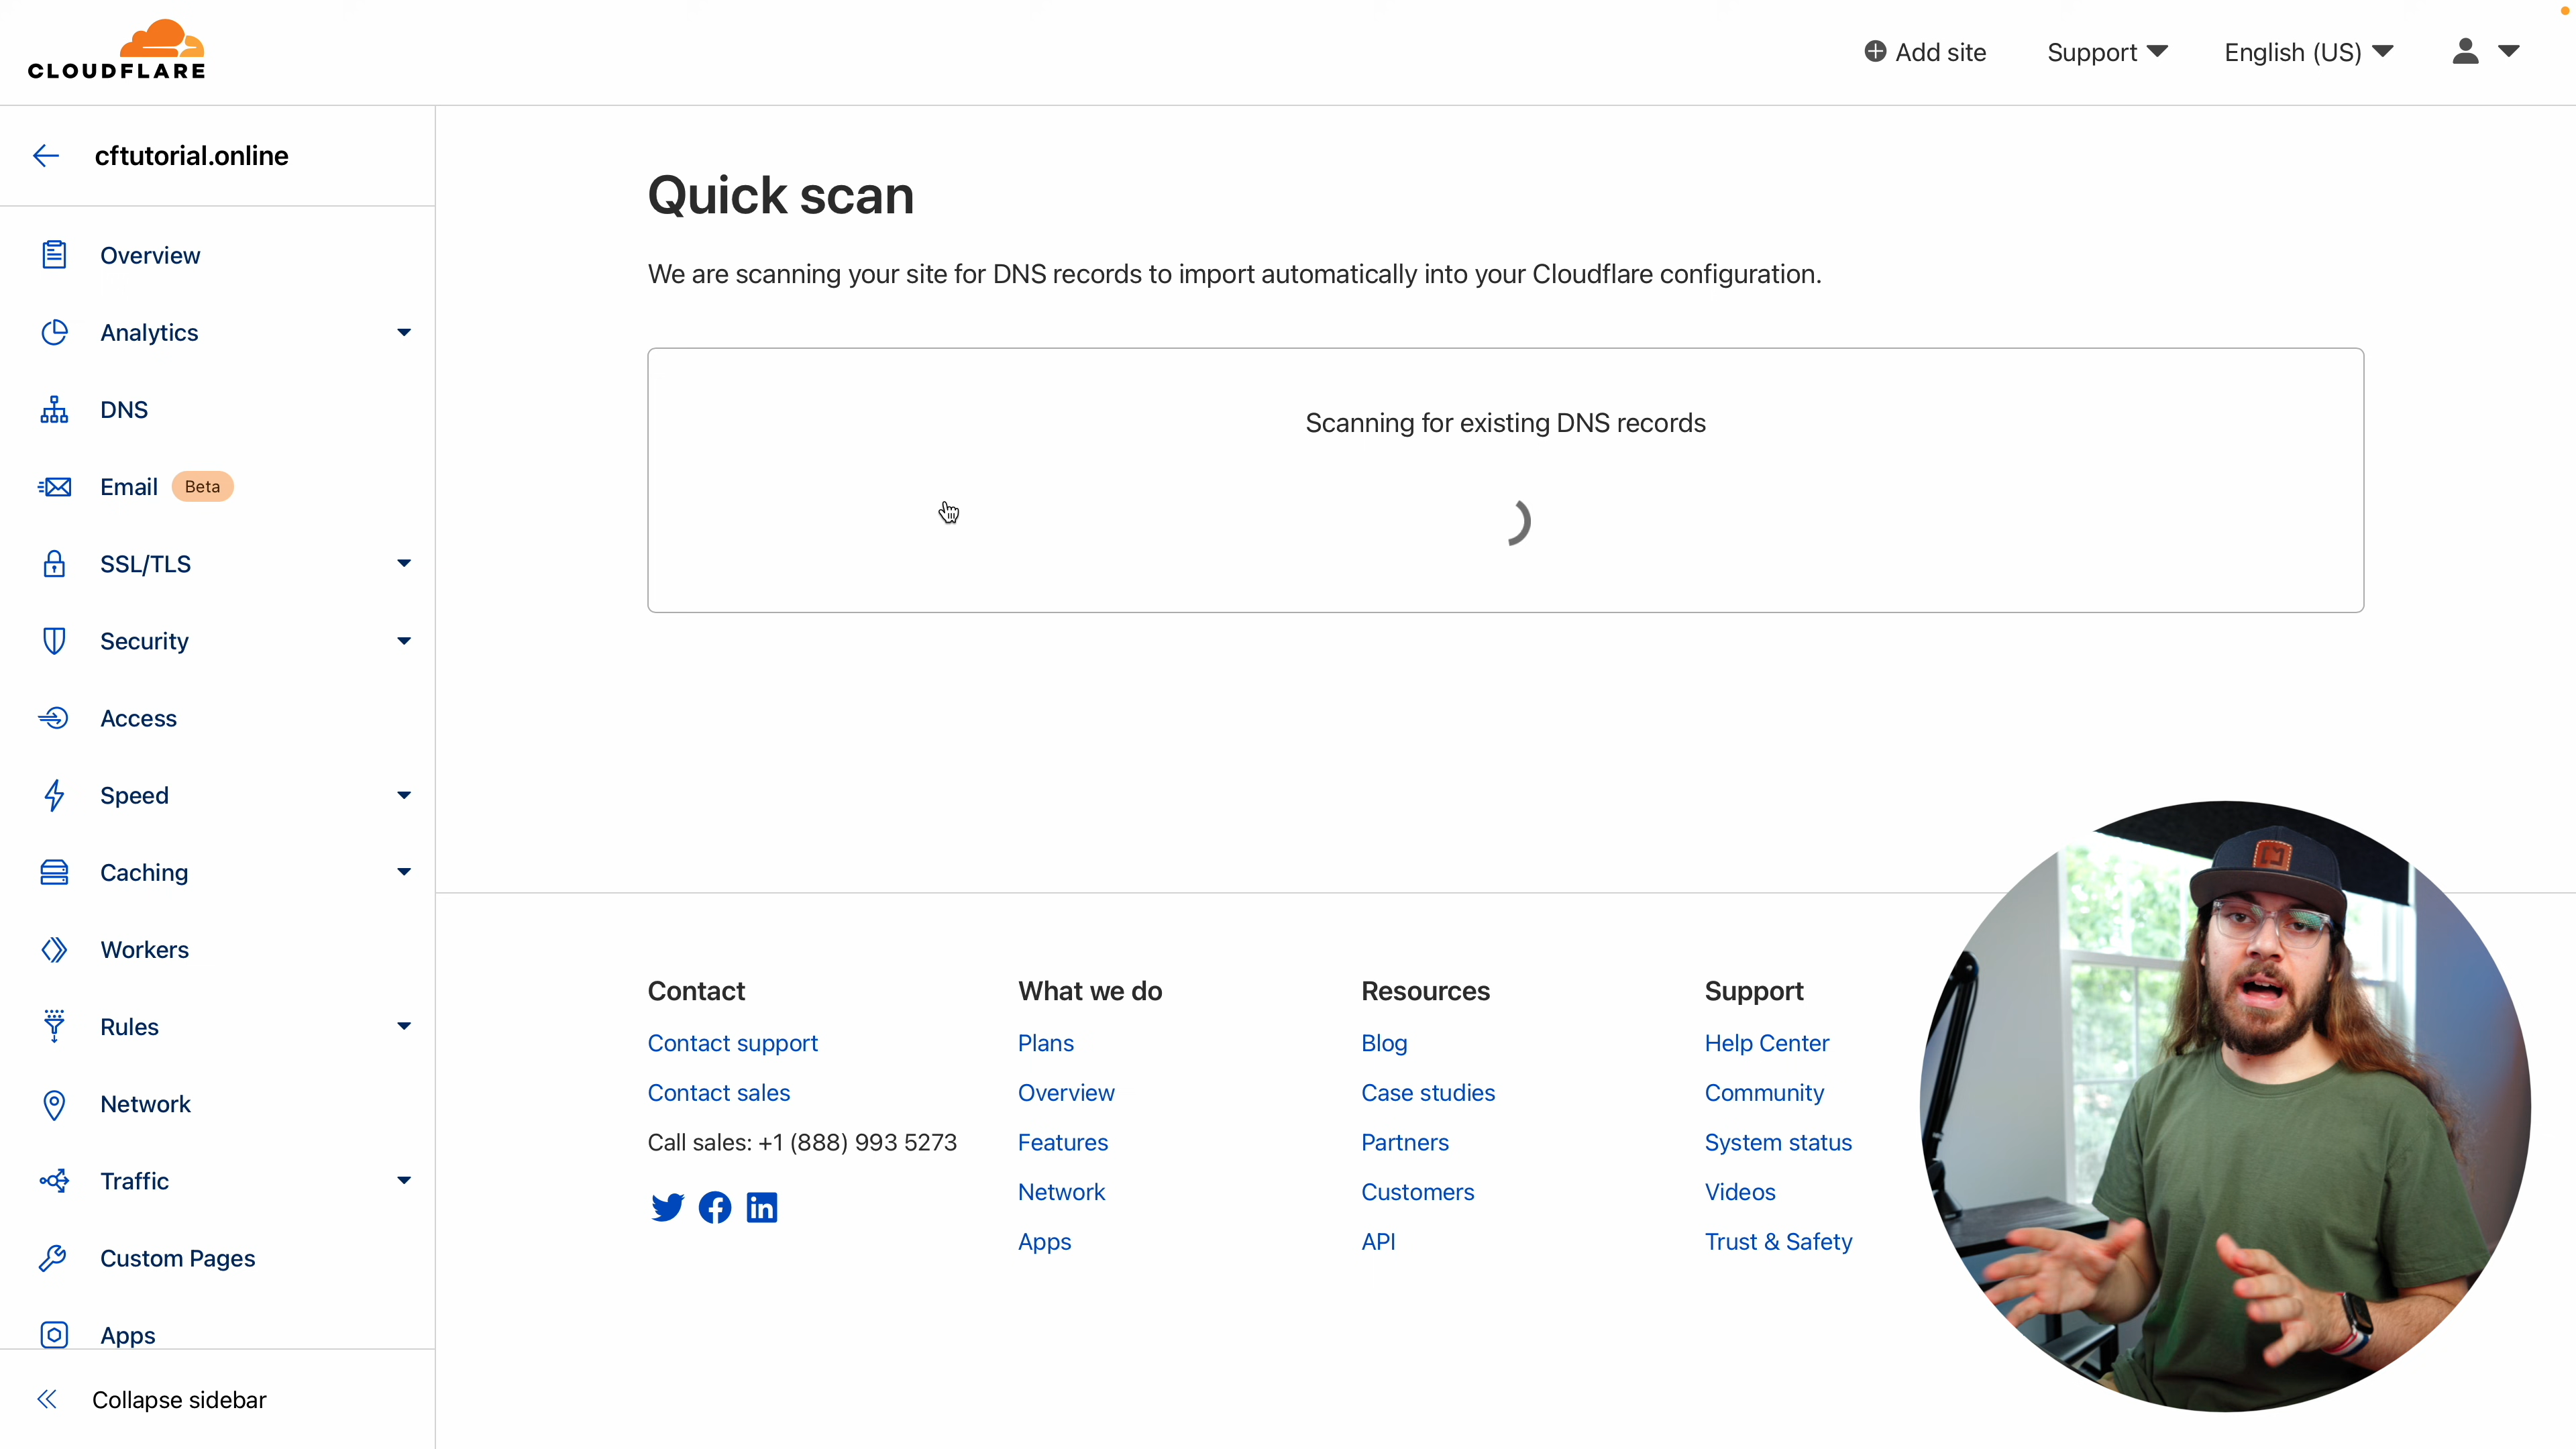 CLOUDFLARE
Add site
Support
English (US)
cftutorial.online
Overview
Analytics
DNS
Email Beta
SSL/TLS
Security
Access
Speed
Caching
Workers
Rules
Network
Traffic
Custom Pages
Apps
Collapse sidebar
Quick scan
We are scanning your site for DNS records to import automatically into your Cloudflare configuration.
Scanning for existing DNS records
Contact
Contact support
Contact sales
Call sales: +1 (888) 993 5273
What we do
Plans
Overview
Features
Network
Apps
Resources
Blog
Case studies
Partners
Customers
API
Support
Help Center
Community
System status
Videos
Trust & Safety